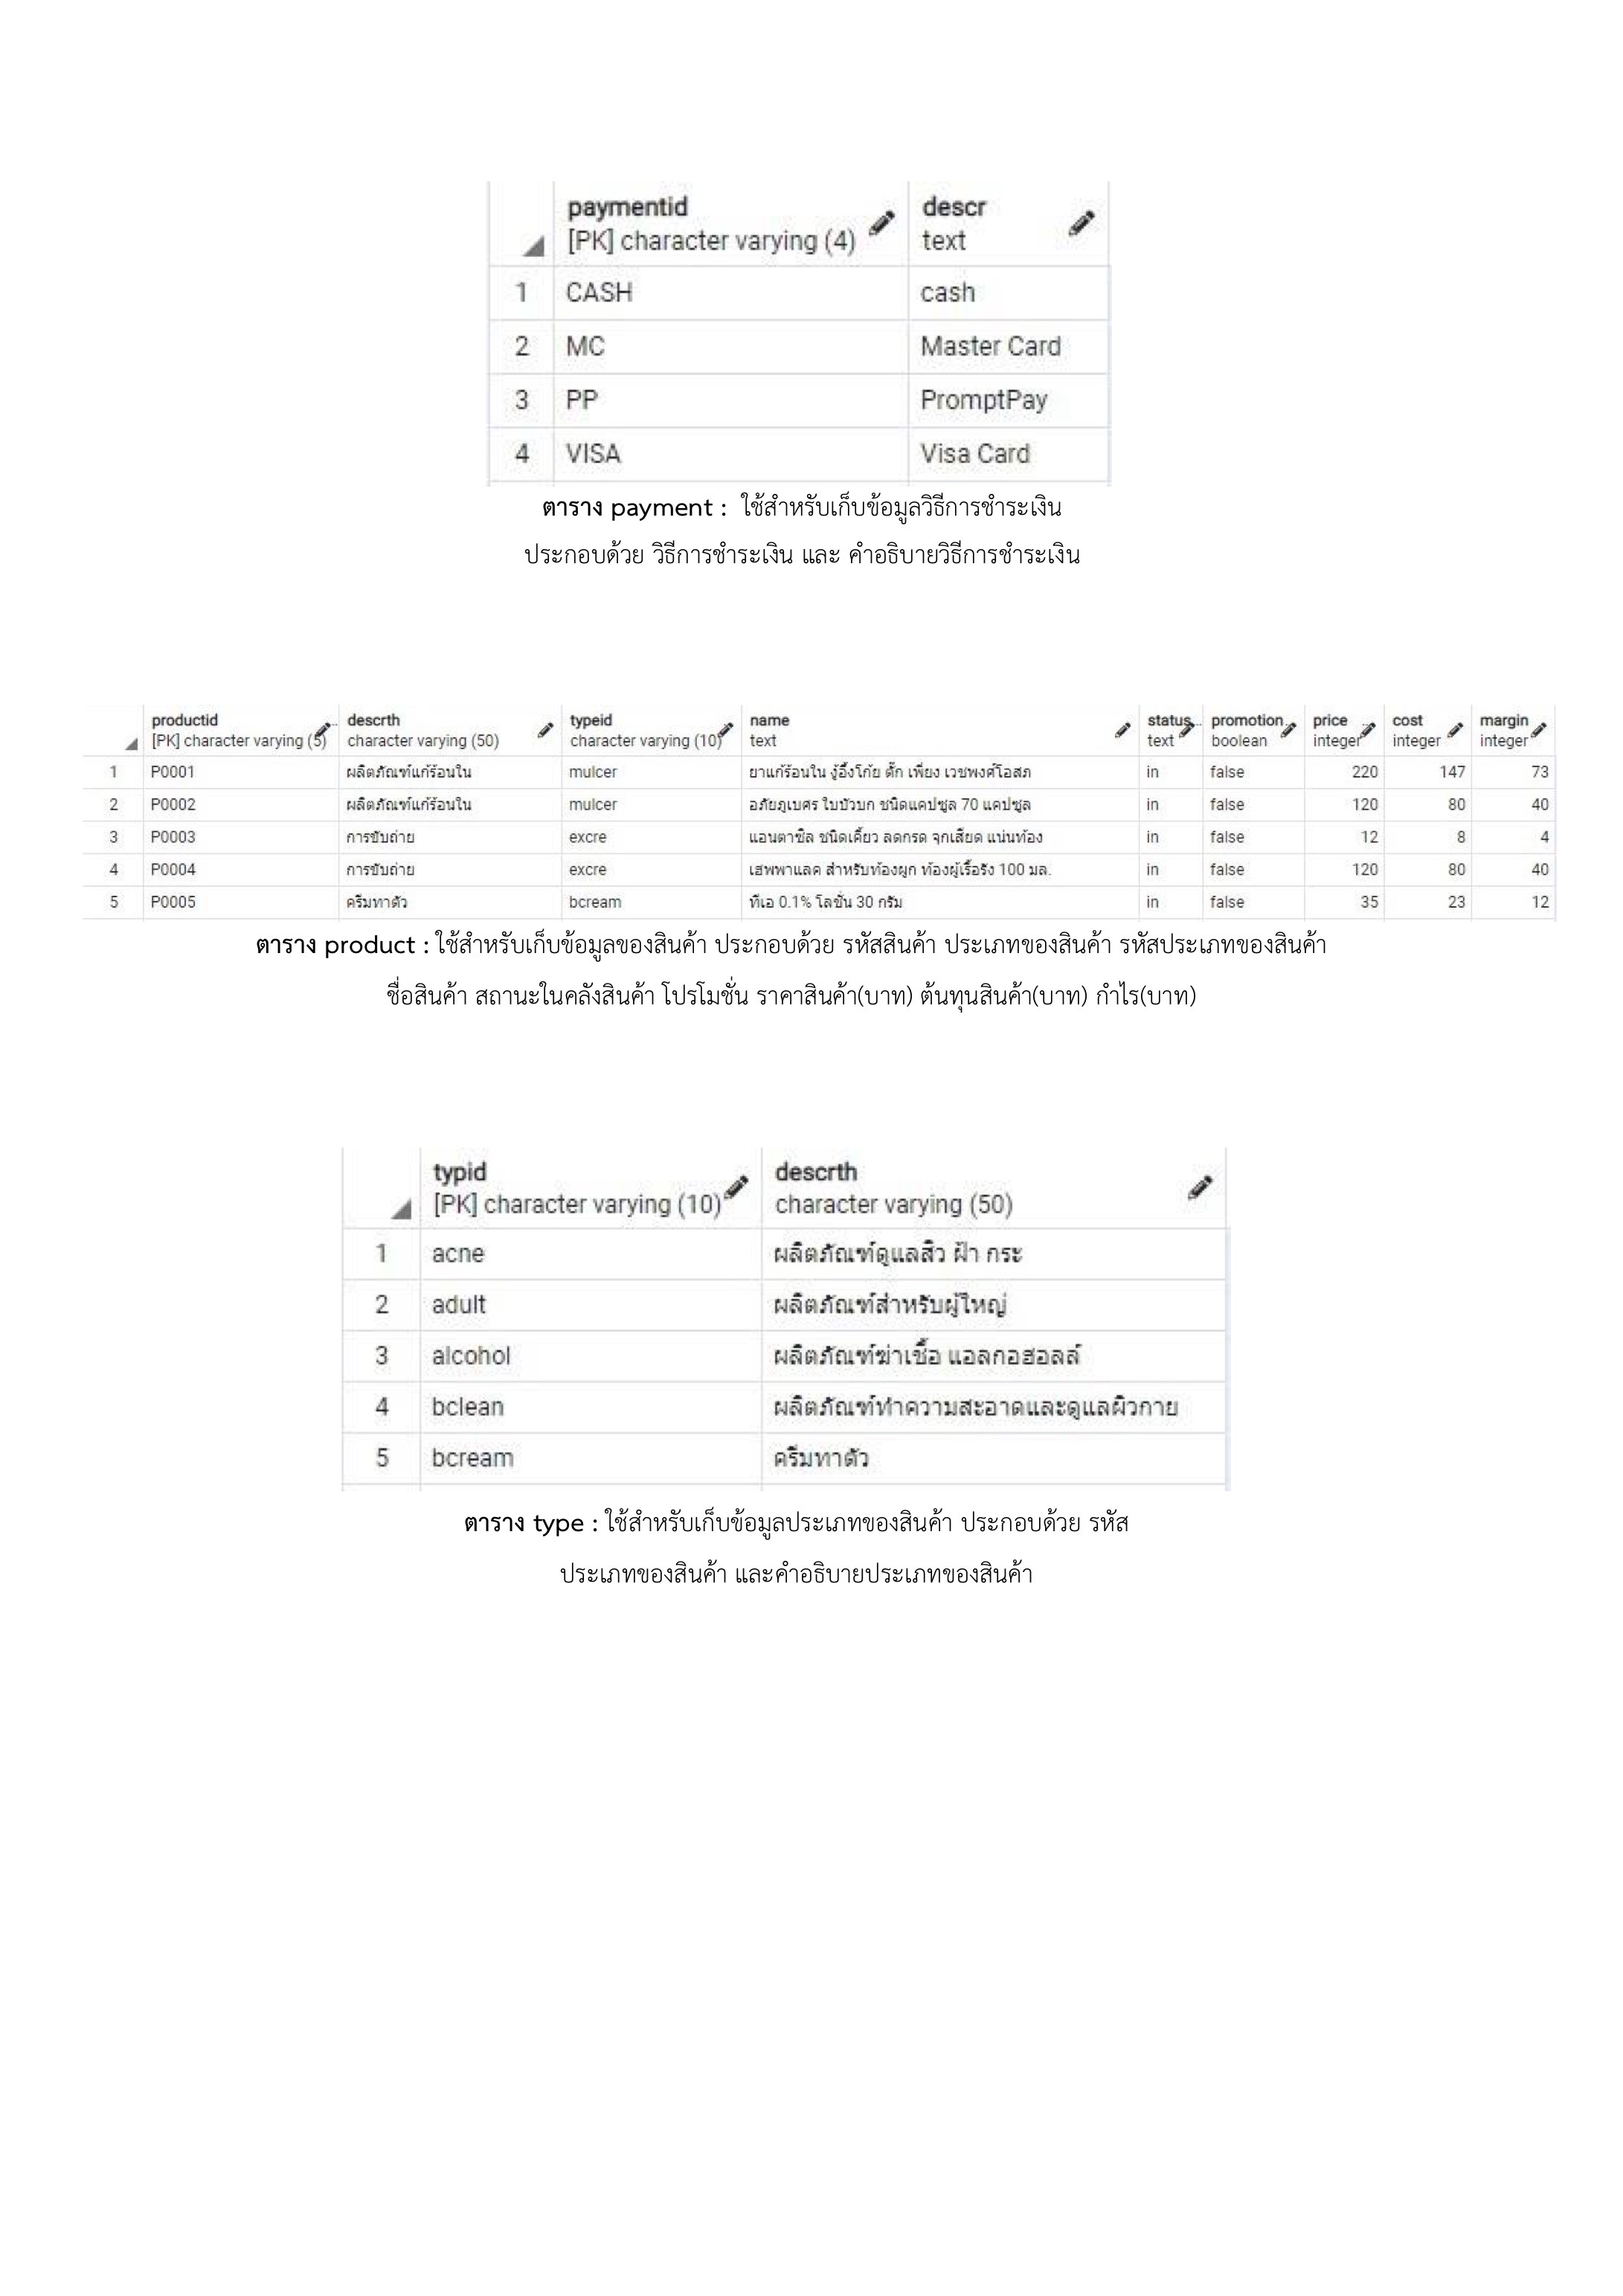 paymentid descr
[PK] character varying (4) text
1 CASH cash
2 MC Master Card
3 PP PromptPay
4 VISA Visa Card
ตาราง payment : ใช้สำหรับเก็บข้อมูลวิธีการชำระเงิน
ประกอบด้วย วิธีการชำระเงิน และ คำอธิบายวิธีการชำระเงิน
productid descrth typeid name status promotion price cost margin
[PK] character varying (5) character varying (50) character varying (10) text text boolean integer integer integer
1 P0001 ผลิตภัณฑ์แก้ร้อนใน mulcer ยาแก้ร้อนใน งู้อึ้งโก้ย ตั๊ก เพี้ยง เวชพงศ์โอสภ in false 220 147 73
2 P0002 ผลิตภัณฑ์แก้ร้อนใน mulcer อภัยภูเบศร ใบบัวบก ชนิดแคปซูล 70 แคปซูล in false 120 80 40
3 P0003 การขับถ่าย excre แอนตาซิล ชนิดเคี้ยว ลดกรด จุกเสียด แน่นท้อง in false 12 8 4
4 P0004 การขับถ่าย excre เฮพพาแลค สำหรับท้องผูก ท้องผู้เรื้อรัง 100 มล. in false 120 80 40
5 P0005 ครีมทาตัว bcream ทีเอ 0.1% โลชั่น 30 กรัม in false 35 23 12
ตาราง product : ใช้สำหรับเก็บข้อมูลของสินค้า ประกอบด้วย รหัสสินค้า ประเภทของสินค้า รหัสประเภทของสินค้า
ชื่อสินค้า สถานะในคลังสินค้า โปรโมชั่น ราคาสินค้า(บาท) ต้นทุนสินค้า(บาท) กำไร(บาท)
typid descrth
[PK] character varying (10) character varying (50)
1 acne ผลิตภัณฑ์ดูแลสิว ฝ้า กระ
2 adult ผลิตภัณฑ์สำหรับผู้ใหญ่
3 alcohol ผลิตภัณฑ์ฆ่าเชื้อ แอลกอฮอลล์
4 bclean ผลิตภัณฑ์ทำความสะอาดและดูแลผิวกาย
5 bcream ครีมทาตัว
ตาราง type : ใช้สำหรับเก็บข้อมูลประเภทของสินค้า ประกอบด้วย รหัส
ประเภทของสินค้า และคำอธิบายประเภทของสินค้า